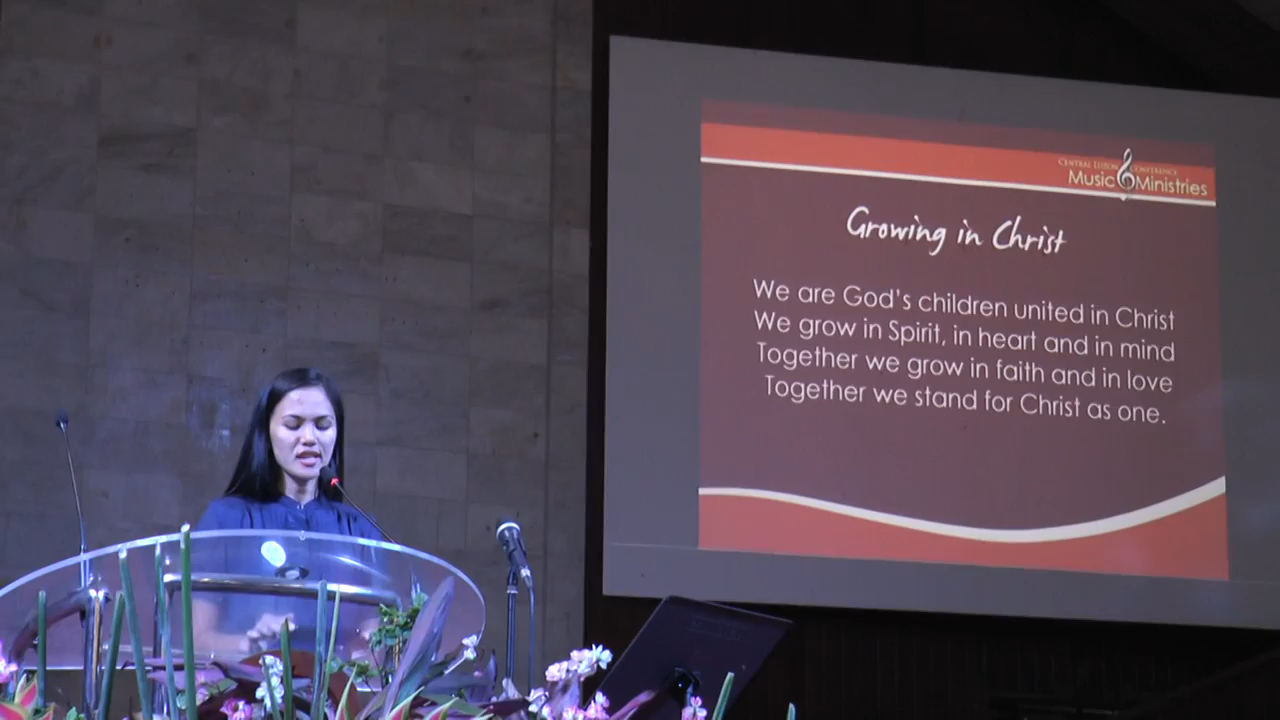 CENTRAL LUZON CONFERENCE
Music Ministries
Growing in Christ
We are God's children united in Christ
We grow in Spirit, in heart and in mind
Together we grow in faith and in love
Together we stand for Christ as one.